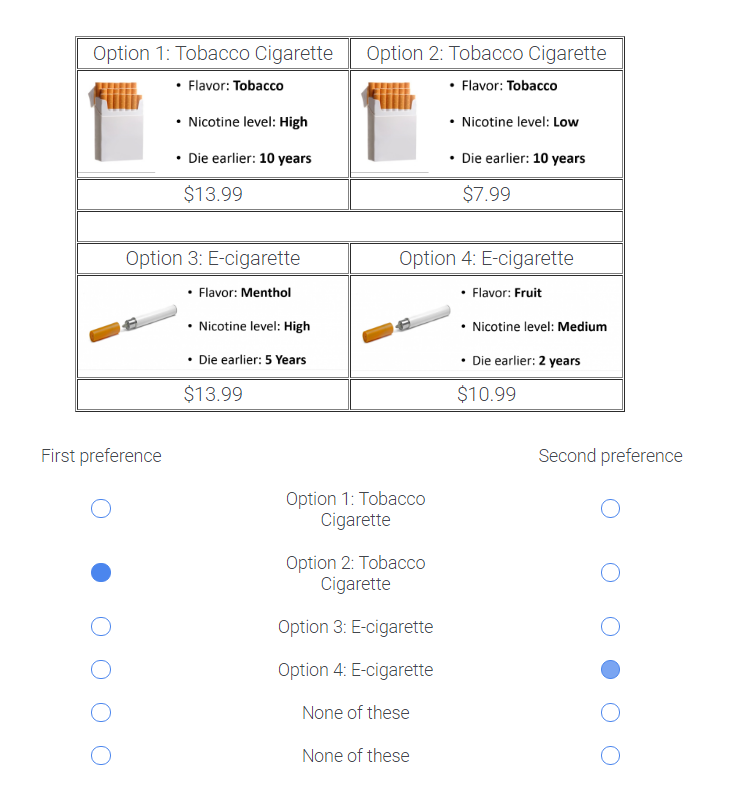 Option 1: Tobacco Cigarette
Option 2: Tobacco Cigarette
• Flavor: Tobacco
• Nicotine level: High
• Die earlier: 10 years
• Flavor: Tobacco
• Nicotine level: Low
• Die earlier: 10 years
$13.99
$7.99
Option 3: E-cigarette
Option 4: E-cigarette
• Flavor: Menthol
• Nicotine level: High
• Die earlier: 5 Years
• Flavor: Fruit
• Nicotine level: Medium
• Die earlier: 2 years
$13.99
$10.99
First preference
Second preference
Option 1: Tobacco
Cigarette
Option 2: Tobacco
Cigarette
Option 3: E-cigarette
Option 4: E-cigarette
None of these
None of these